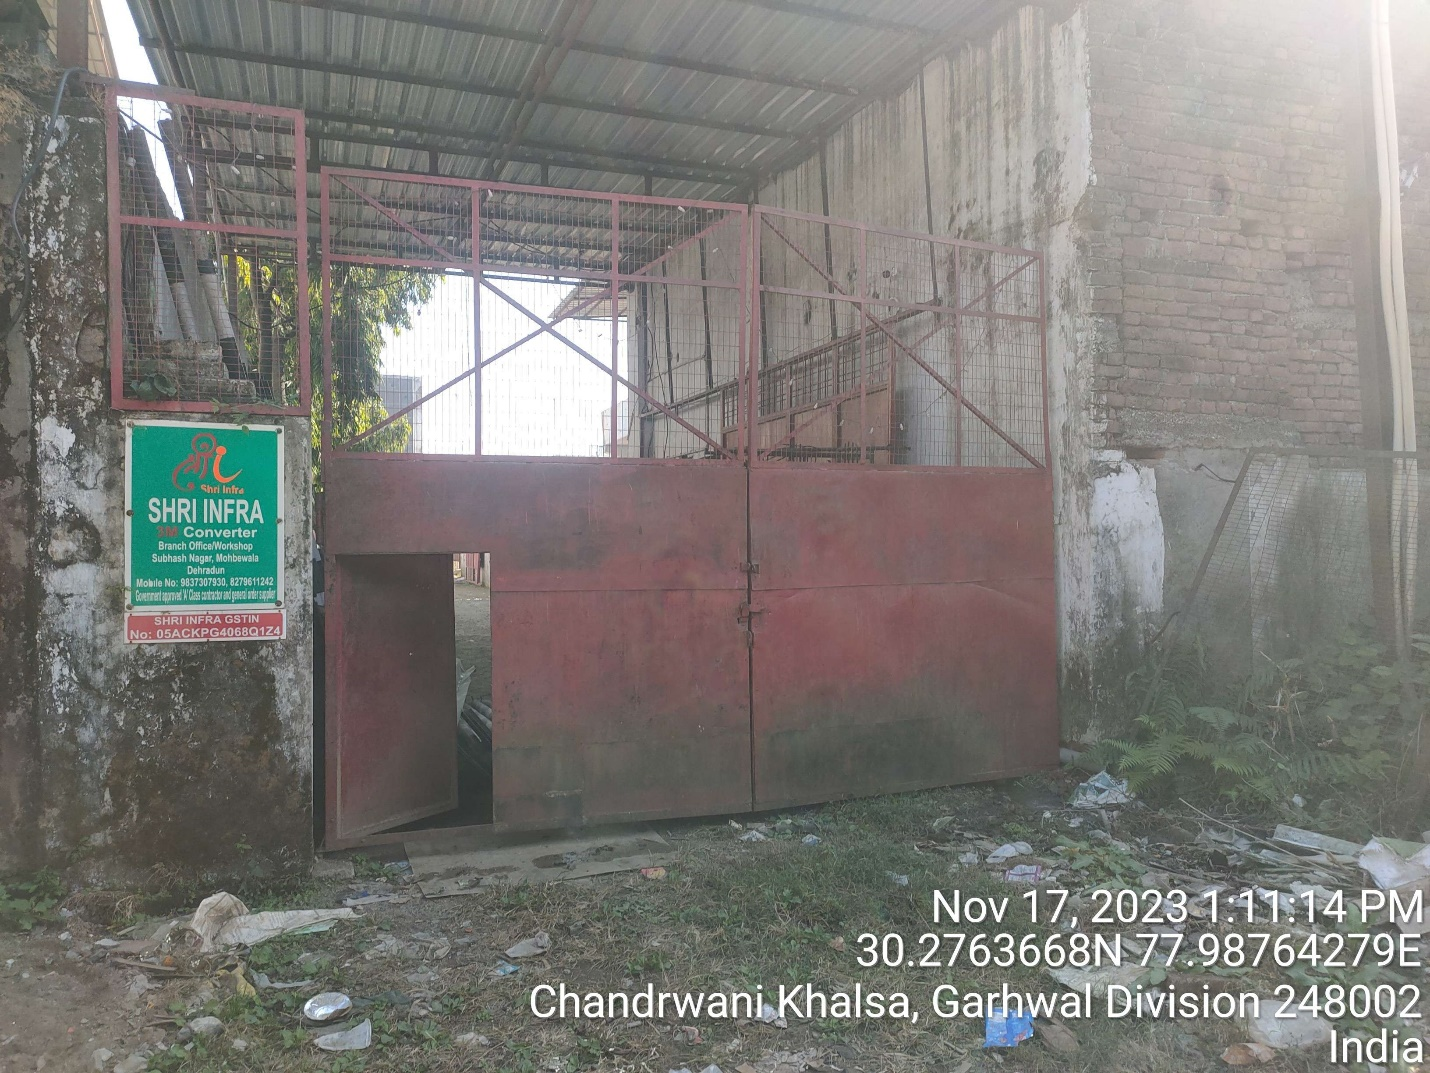 श्री
Shri Infra
SHRI INFRA
Converter
Branch Office/Workshop
Subhash Nagar, Mohbewala
Dehradun
Mobile No: 9837307930, 8279611242
Government approved 'A' Class contractor and general order supplier
SHRI INFRA GSTIN
No: 05ACKPG4068Q1Z4
Nov 17, 2023 1:11:14 PM
30.2763668N 77.98764279E
Chandrwani Khalsa, Garhwal Division 248002
India